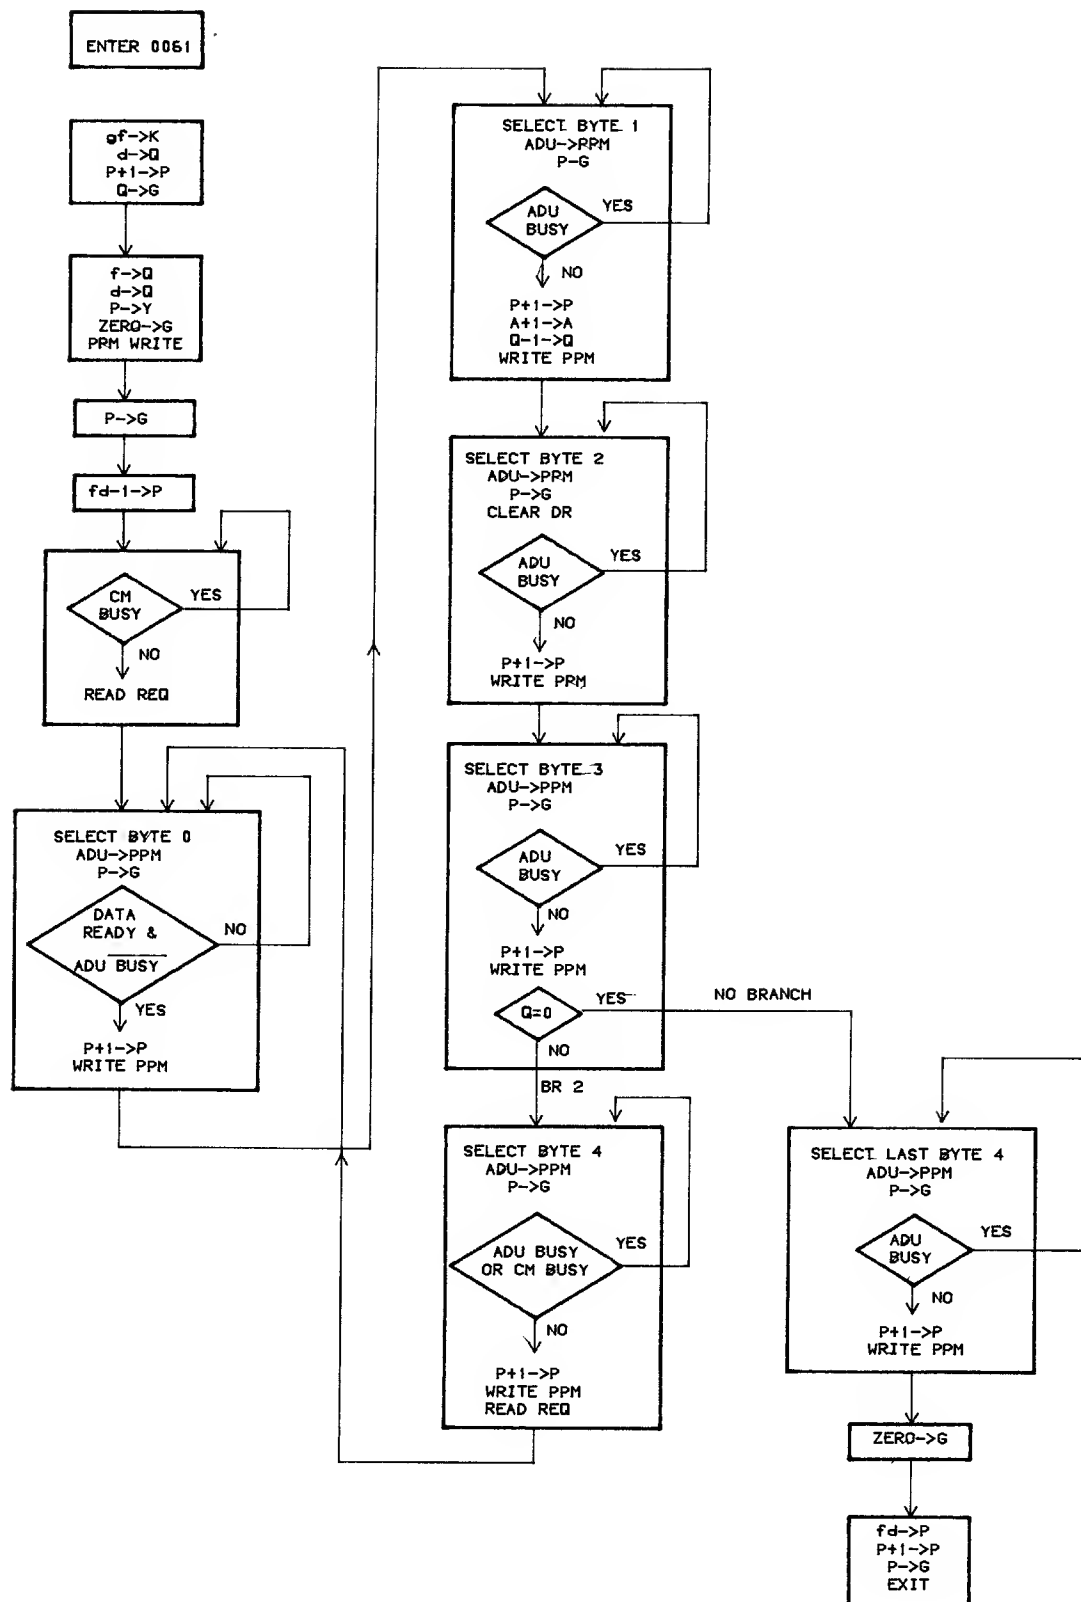 ENTER 0061
gf->K
d->Q
P+1->P
Q->G
f->Q
d->Q
P->Y
ZERO->G
PRM WRITE
P->G
fd-1->P
CM
BUSY
YES
NO
READ REQ
SELECT BYTE 0
ADU->PPM
P->G
DATA
READY &
ADU BUSY
NO
YES
P+1->P
WRITE PPM
SELECT BYTE 1
ADU->PPM
P-G
ADU
BUSY
YES
NO
P+1->P
A+1->A
Q-1->Q
WRITE PPM
SELECT BYTE 2
ADU->PPM
P->G
CLEAR DR
ADU
BUSY
YES
NO
P+1->P
WRITE PRM
SELECT BYTE 3
ADU->PPM
P->G
ADU
BUSY
YES
NO
P+1->P
WRITE PPM
Q=0
YES
NO BRANCH
NO
BR 2
SELECT BYTE 4
ADU->PPM
P->G
ADU BUSY
OR CM BUSY
YES
NO
P+1->P
WRITE PPM
READ REQ
SELECT LAST BYTE 4
ADU->PPM
P->G
ADU
BUSY
YES
NO
P+1->P
WRITE PPM
ZERO->G
fd->P
P+1->P
P->G
EXIT